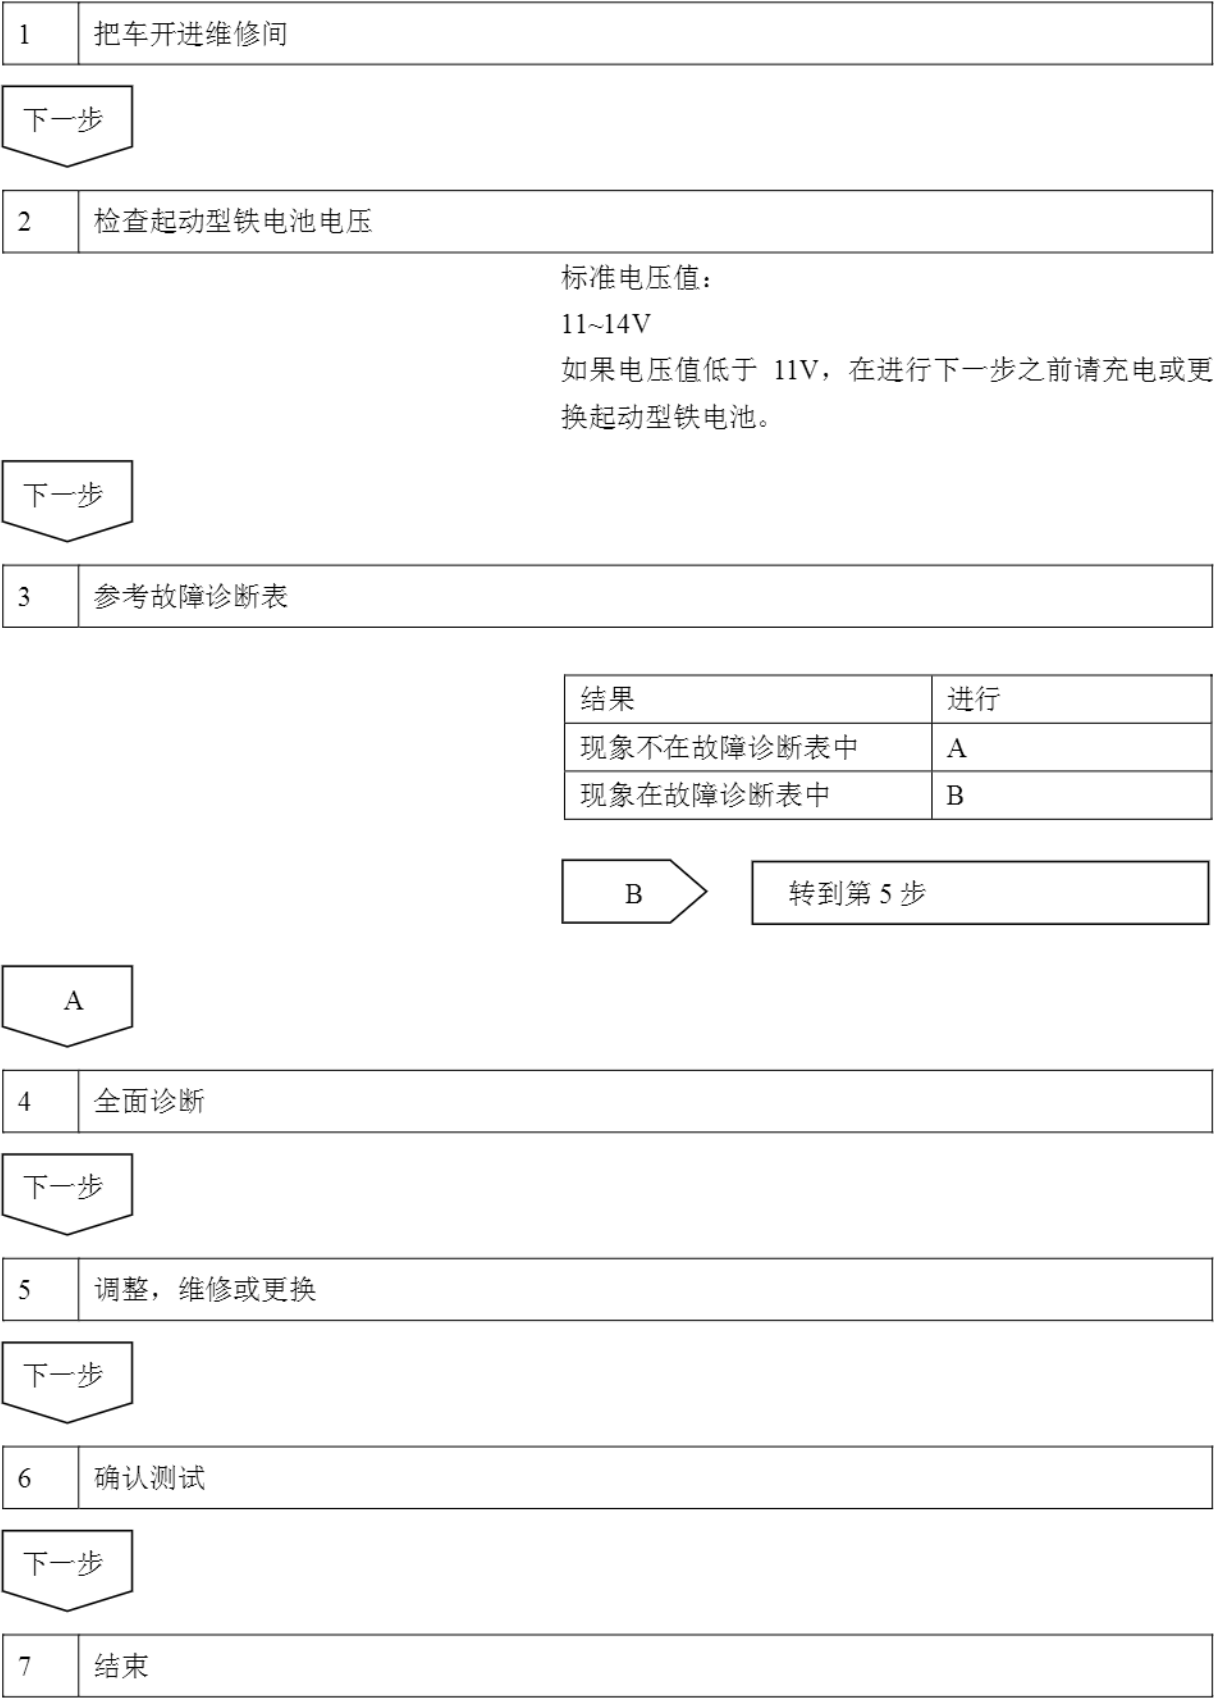 1 把车开进维修间
下一步
2 检查起动型铁电池电压
标准电压值：
11~14V
如果电压值低于 11V，在进行下一步之前请充电或更
换起动型铁电池。
下一步
3 参考故障诊断表
结果 进行
现象不在故障诊断表中 A
现象在故障诊断表中 B
B 转到第 5 步
A
4 全面诊断
下一步
5 调整，维修或更换
下一步
6 确认测试
下一步
7 结束